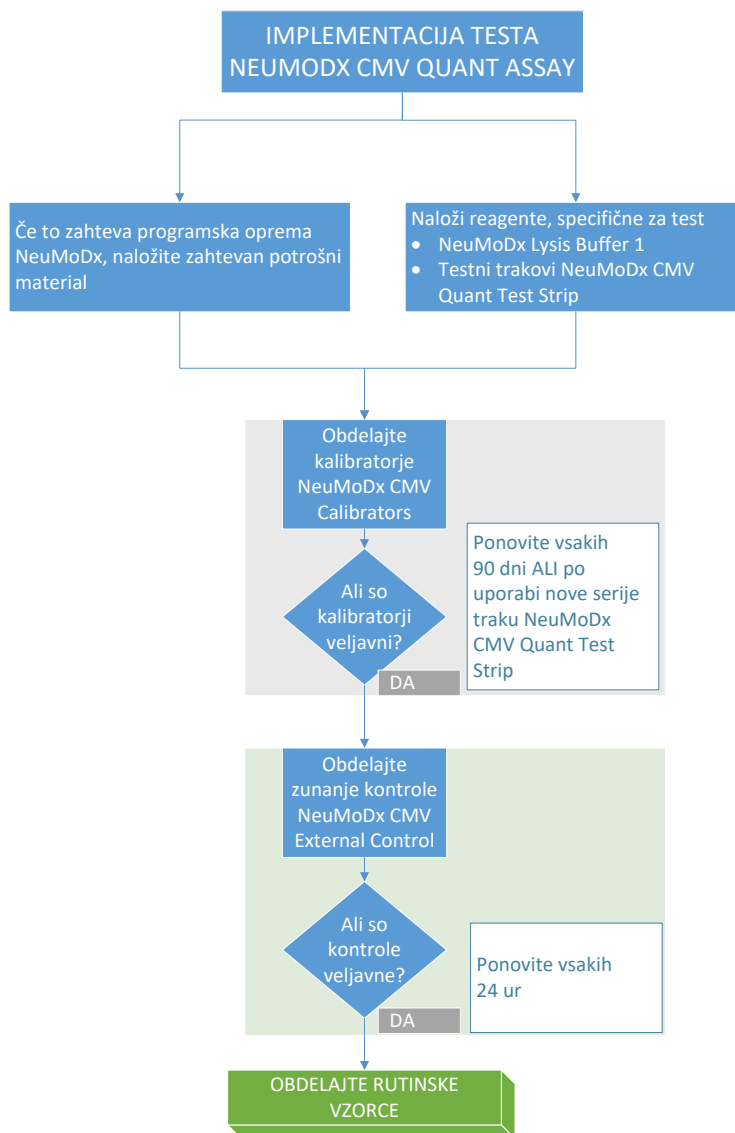 IMPLEMENTACIJA TESTA
NEUMODX CMV QUANT ASSAY
Če to zahteva programska oprema
NeuMoDx, naložite zahtevan potrošni
material
Naloži reagente, specifične za test
• NeuMoDx Lysis Buffer 1
• Testni trakovi NeuMoDx CMV
Quant Test Strip
Obdelajte
kalibratorje
NeuMoDx CMV
Calibrators
Ali so
kalibratorji
veljavni?
Ponovite vsakih
90 dni ALI po
uporabi nove serije
traku NeuMoDx
CMV Quant Test
Strip
DA
Obdelajte
zunanje kontrole
NeuMoDx CMV
External Control
Ali so
kontrole
veljavne?
Ponovite vsakih
24 ur
DA
OBDELAJTE RUTINSKE
VZORCE